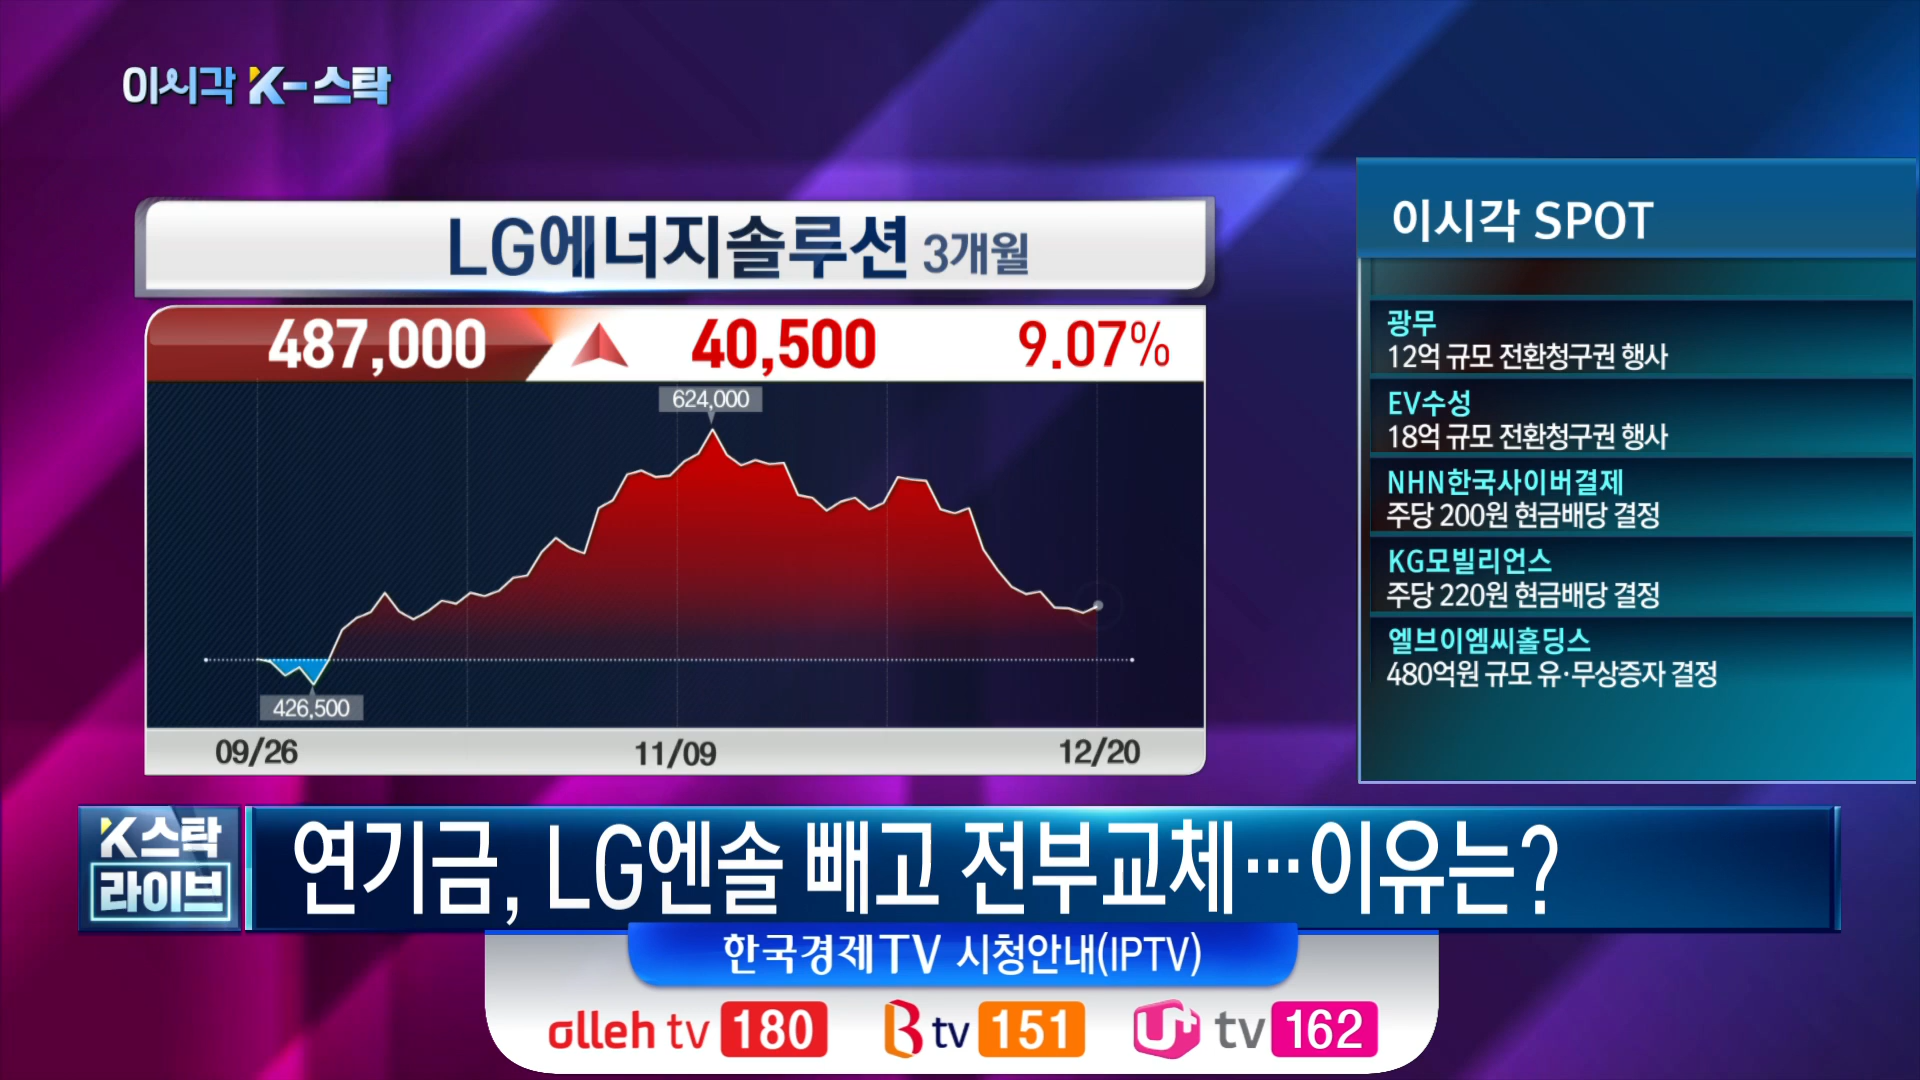 이시각 K-스탁
LG에너지솔루션 3개월
487,000 40,500 9.07%
624,000
426,500
09/26 11/09 12/20
이시각 SPOT
광무
12억 규모 전환청구권 행사
EV수성
18억 규모 전환청구권 행사
NHN한국사이버결제
주당 200원 현금배당 결정
KG모빌리언스
주당 220원 현금배당 결정
엘브이엠씨홀딩스
480억원 규모 유·무상증자 결정
K스탁
라이브
연기금, LG엔솔 빼고 전부교체…이유는?
한국경제TV 시청안내(IPTV)
olleh tv 180 B tv 151 U+ tv 162